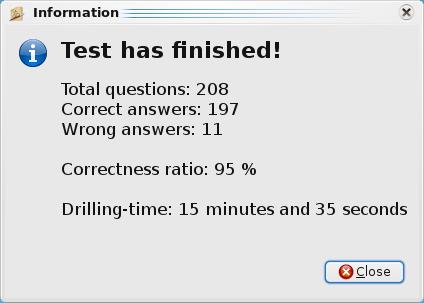 Information
Test has finished!
Total questions: 208
Correct answers: 197
Wrong answers: 11
Correctness ratio: 95 %
Drilling-time: 15 minutes and 35 seconds
Close